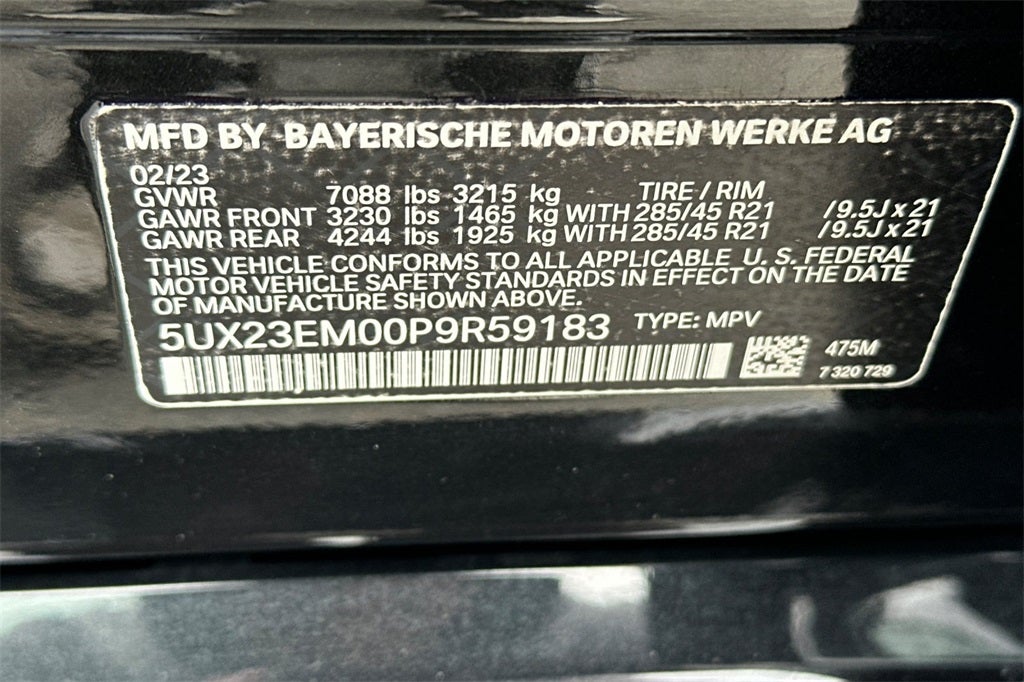 MFD BY BAYERISCHE MOTOREN WERKE AG
02/23
GVWR 7088 lbs 3215 kg TIRE / RIM
GAWR FRONT 3230 lbs 1465 kg WITH 285/45 R21 / 9.5J x 21
GAWR REAR 4244 lbs 1925 kg WITH 285/45 R21 / 9.5J x 21
THIS VEHICLE CONFORMS TO ALL APPLICABLE U. S. FEDERAL
MOTOR VEHICLE SAFETY STANDARDS IN EFFECT ON THE DATE
OF MANUFACTURE SHOWN ABOVE.
5UX23EM00P9R59183 TYPE: MPV
475M
7 320 729